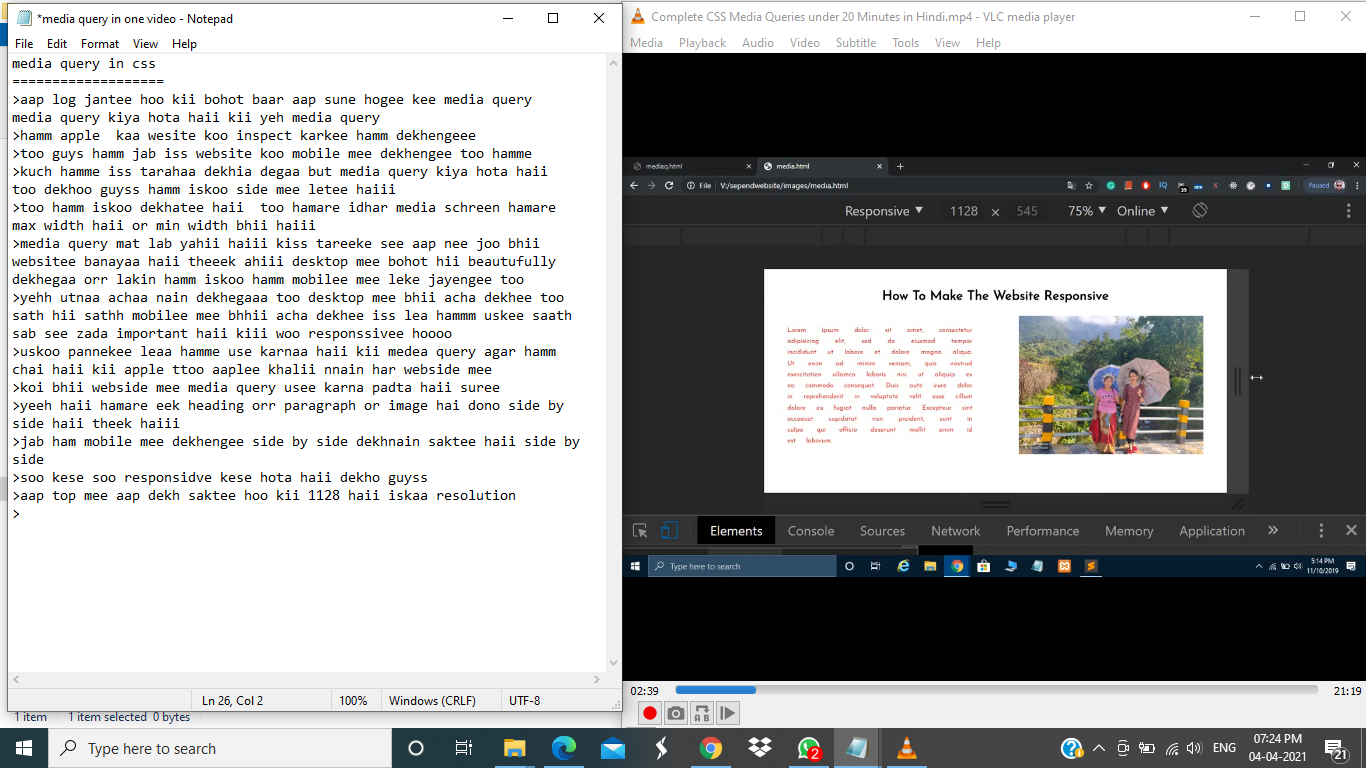 *media query in one video - Notepad
File Edit Format View Help
media query in css
===================
>aap log jantee hoo kii bohot baar aap sune hogee kee media query
media query kiya hota haii kii yeh media query
>hamm apple  kaa wesite koo inspect karkee hamm dekhengeee
>too guys hamm jab iss website koo mobile mee dekhengee too hamme
>kuch hamme iss tarahaa dekhia degaa but media query kiya hota haii
too dekhoo guyss hamm iskoo side mee letee haiii
>too hamm iskoo dekhatee haii  too hamare idhar media schreen hamare
max width haii or min width bhii haiii
>media query mat lab yahii haiii kiss tareeke see aap nee joo bhii
websitee banayaa haii theeek ahiii desktop mee bohot hii beautufully
dekhegaa orr lakin hamm iskoo hamm mobilee mee leke jayengee too
>yehh utnaa achaa nain dekhegaaa too desktop mee bhii acha dekhee too
sath hii sathh mobilee mee bhhii acha dekhee iss lea hammm uskee saath
sab see zada important haii kiii woo responssivee hoooo
>uskoo pannekee leaa hamme use karnaa haii kii medea query agar hamm
chai haii kii apple ttoo aaplee khalii nnain har webside mee
>koi bhii webside mee media query usee karna padta haii suree
>yeeh haii hamare eek heading orr paragraph or image hai dono side by
side haii theek haiii
>jab ham mobile mee dekhengee side by side dekhnain saktee haii side by
side
>soo kese soo responsidve kese hota haii dekho guyss
>aap top mee aap dekh saktee hoo kii 1128 haii iskaa resolution
>
Ln 26, Col 2 100% Windows (CRLF) UTF-8
1 item 1 item selected 0 bytes
Complete CSS Media Queries under 20 Minutes in Hindi.mp4 - VLC media player
Media Playback Audio Video Subtitle Tools View Help
mediaq.html media.html
File V:/sependwebsite/images/media.html Paused
Responsive 1128 x 545 75% Online
How To Make The Website Responsive
Lorem ipsum dolor sit amet, consectetur
adipisicing elit, sed do eiusmod tempor
incididunt ut labore et dolore magna aliqua.
Ut enim ad minim veniam, quis nostrud
exercitation ullamco laboris nisi ut aliquip ex
ea commodo consequat. Duis aute irure dolor
in reprehenderit in voluptate velit esse cillum
dolore eu fugiat nulla pariatur. Excepteur sint
occaecat cupidatat non proident, sunt in
culpa qui officia deserunt mollit anim id
est laborum.
Elements Console Sources Network Performance Memory Application
Type here to search
5:14 PM
11/10/2019
02:39 21:19
Type here to search
2
ENG
07:24 PM
04-04-2021
21